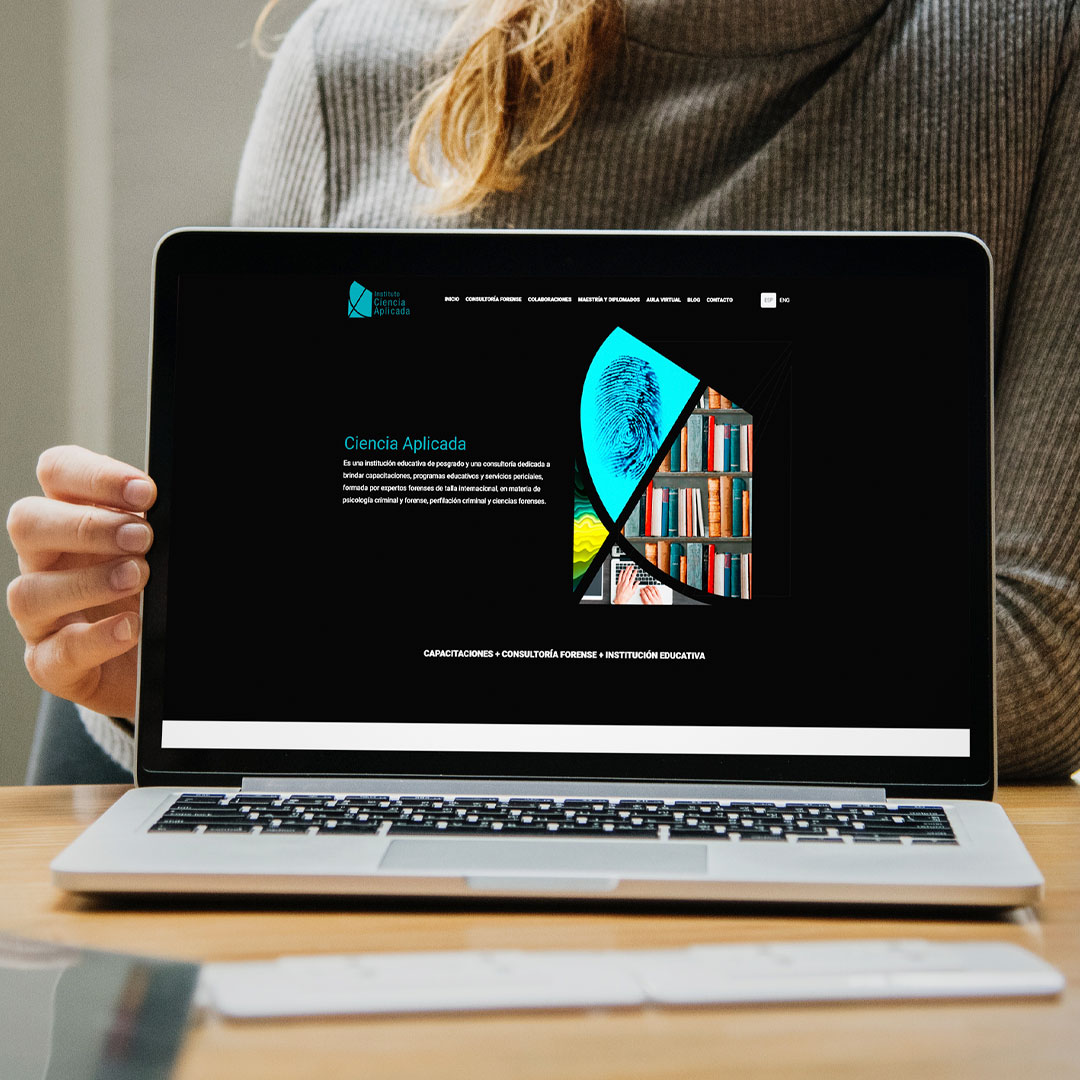 Instituto
Ciencia
Aplicada
INICIO CONSULTORÍA FORENSE COLABORACIONES MAESTRÍA Y DIPLOMADOS AULA VIRTUAL BLOG CONTACTO ESP ENG
Ciencia Aplicada
Es una institución educativa de posgrado y una consultoría dedicada a
brindar capacitaciones, programas educativos y servicios periciales,
formada por expertos forenses de talla internacional, en materia de
psicología criminal y forense, perfilación criminal y ciencias forenses.
CAPACITACIONES + CONSULTORÍA FORENSE + INSTITUCIÓN EDUCATIVA